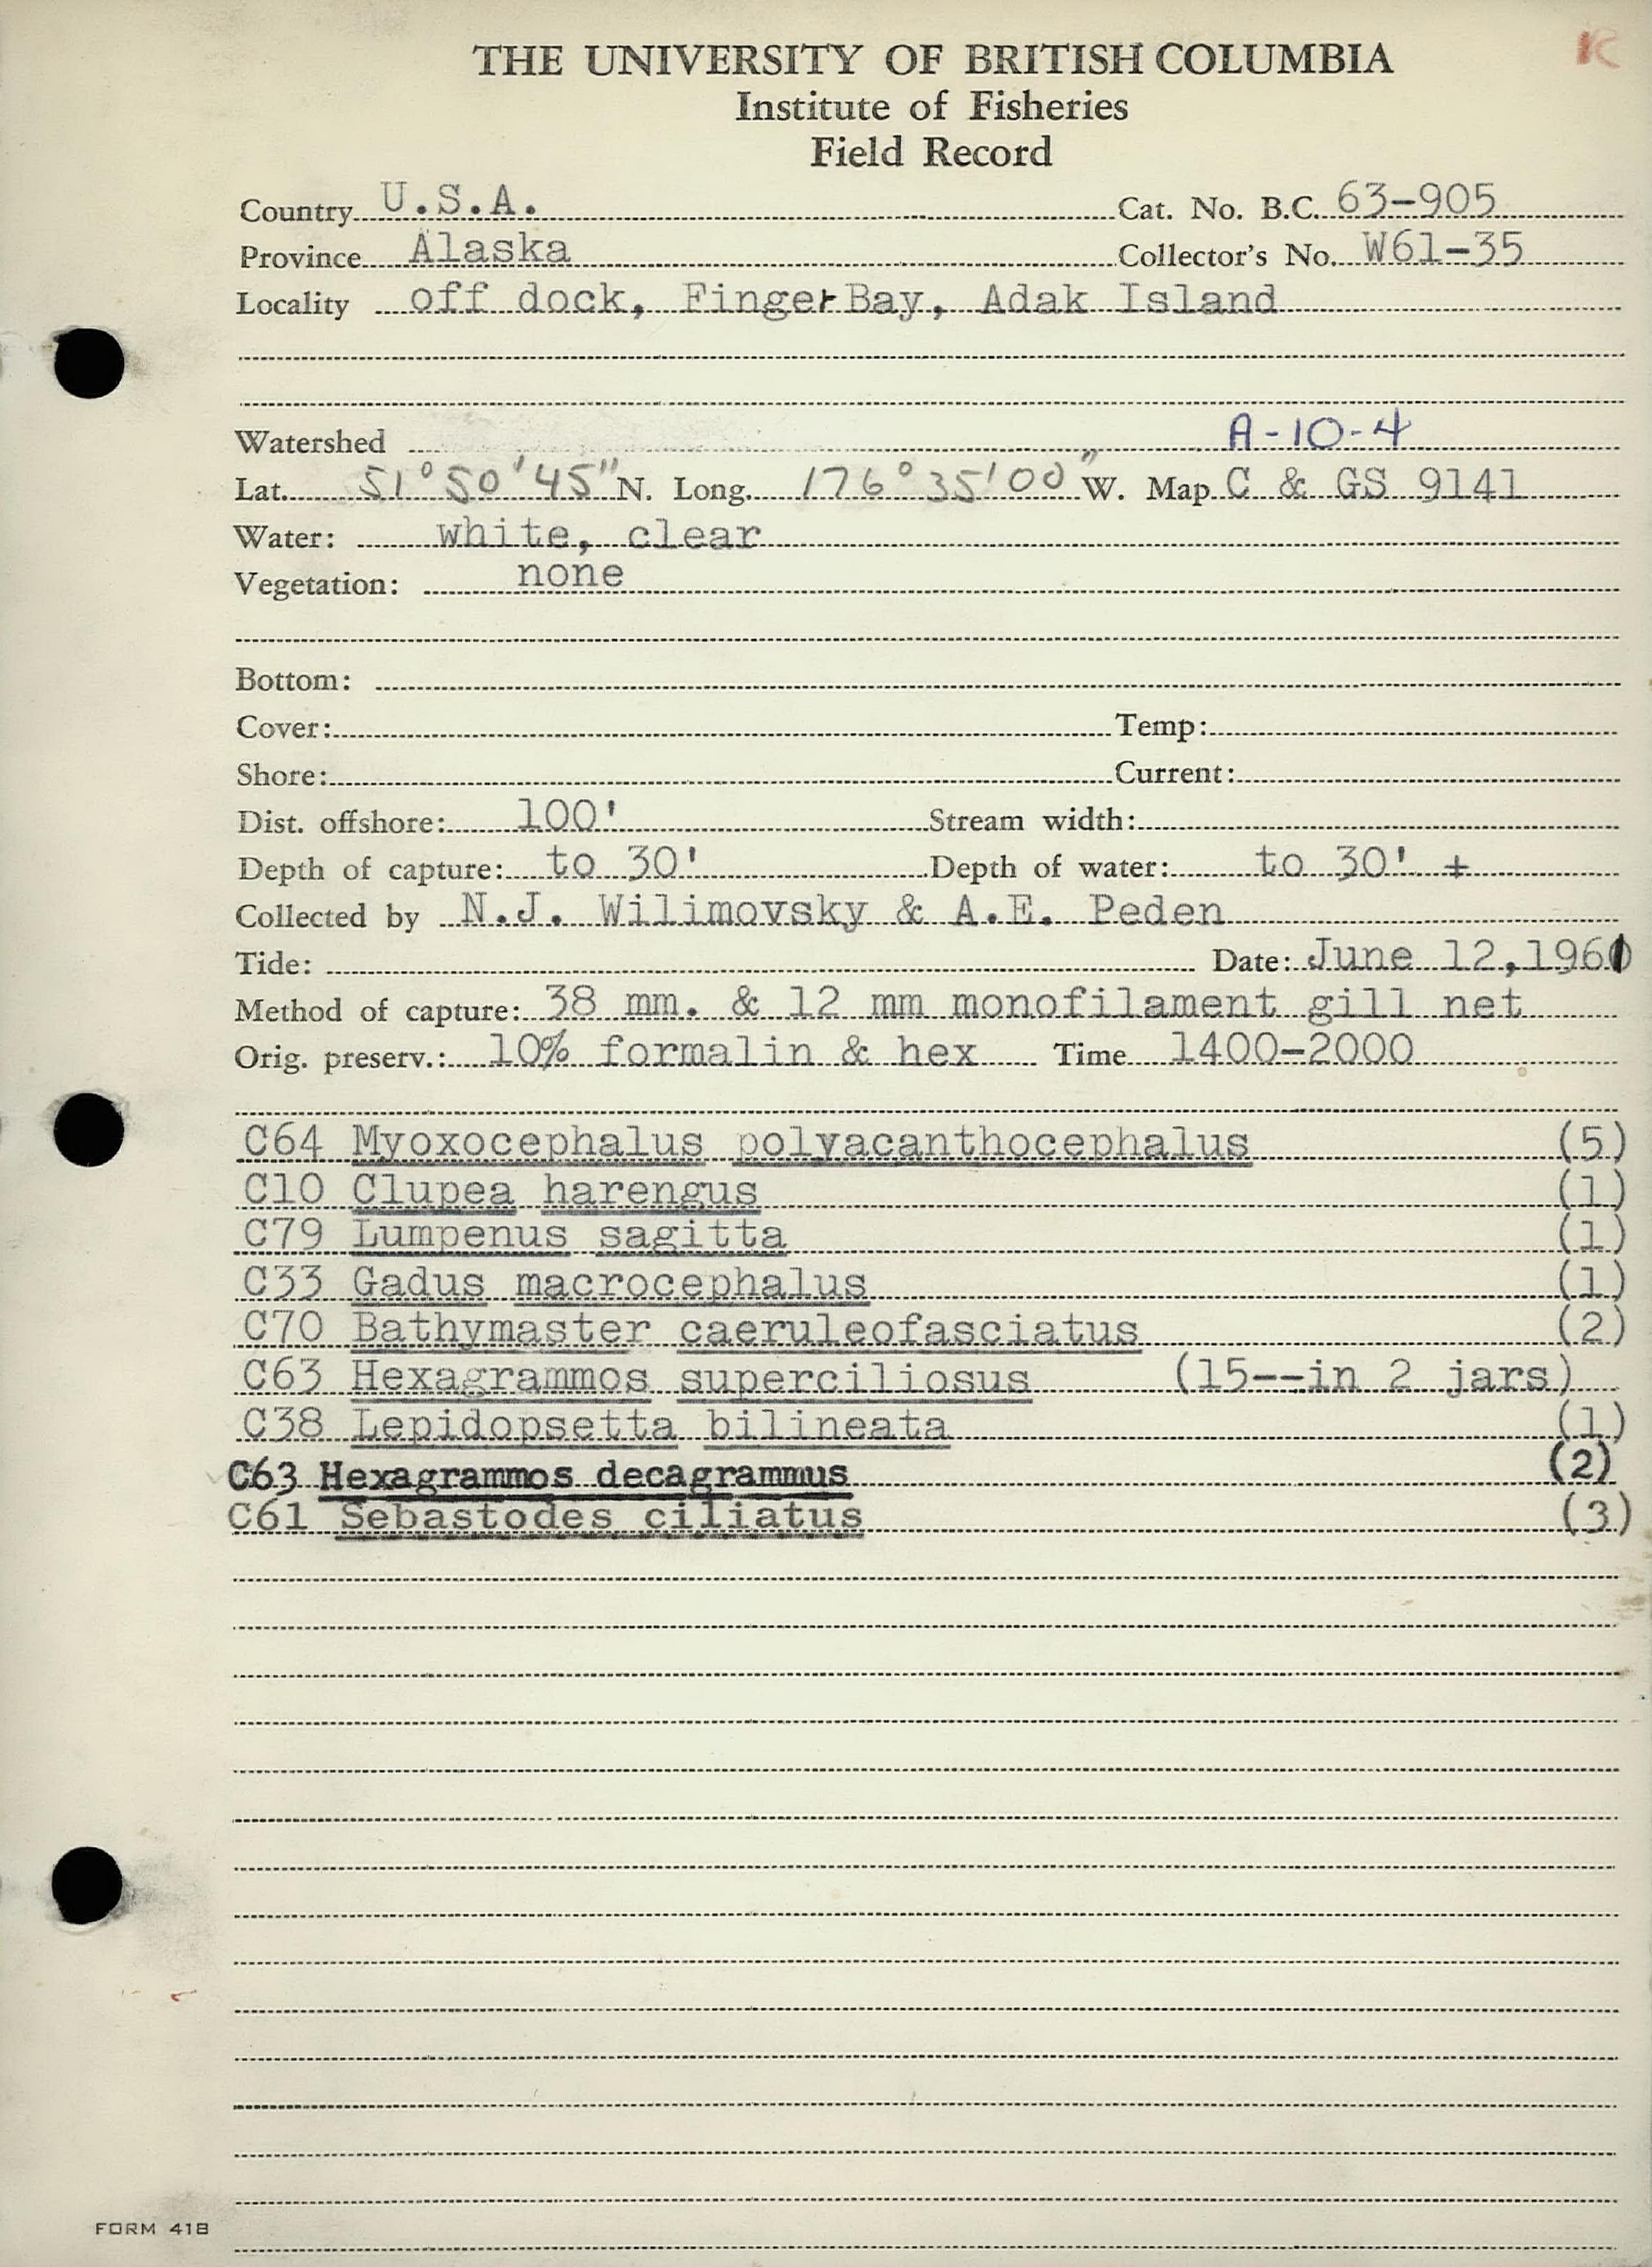 K
THE UNIVERSITY OF BRITISH COLUMBIA
Institute of Fisheries
Field Record
Country U.S.A. Cat. No. B.C. 63-905
Province Alaska Collector's No. W61-35
Locality off dock, Finger Bay, Adak Island
Watershed A-10-4
Lat. 51°50'45" N. Long. 176°35'00" W. Map C & GS 9141
Water: white, clear
Vegetation: none
Bottom:
Cover: Temp:
Shore: Current:
Dist. offshore: 100' Stream width:
Depth of capture: to 30' Depth of water: to 30' +
Collected by N.J. Wilimovsky & A.E. Peden
Tide: Date: June 12,1961
Method of capture: 38 mm. & 12 mm monofilament gill net
Orig. preserv.: 10% formalin & hex Time 1400-2000
C64 Myoxocephalus polyacanthocephalus (5)
C10 Clupea harengus (1)
C79 Lumpenus sagitta (1)
C33 Gadus macrocephalus (1)
C70 Bathymaster caeruleofasciatus (2)
C63 Hexagrammos superciliosus (15--in 2 jars)
C38 Lepidopsetta bilineata (1)
C63 Hexagrammos decagrammus (2)
C61 Sebastodes ciliatus (3)
FORM 41B